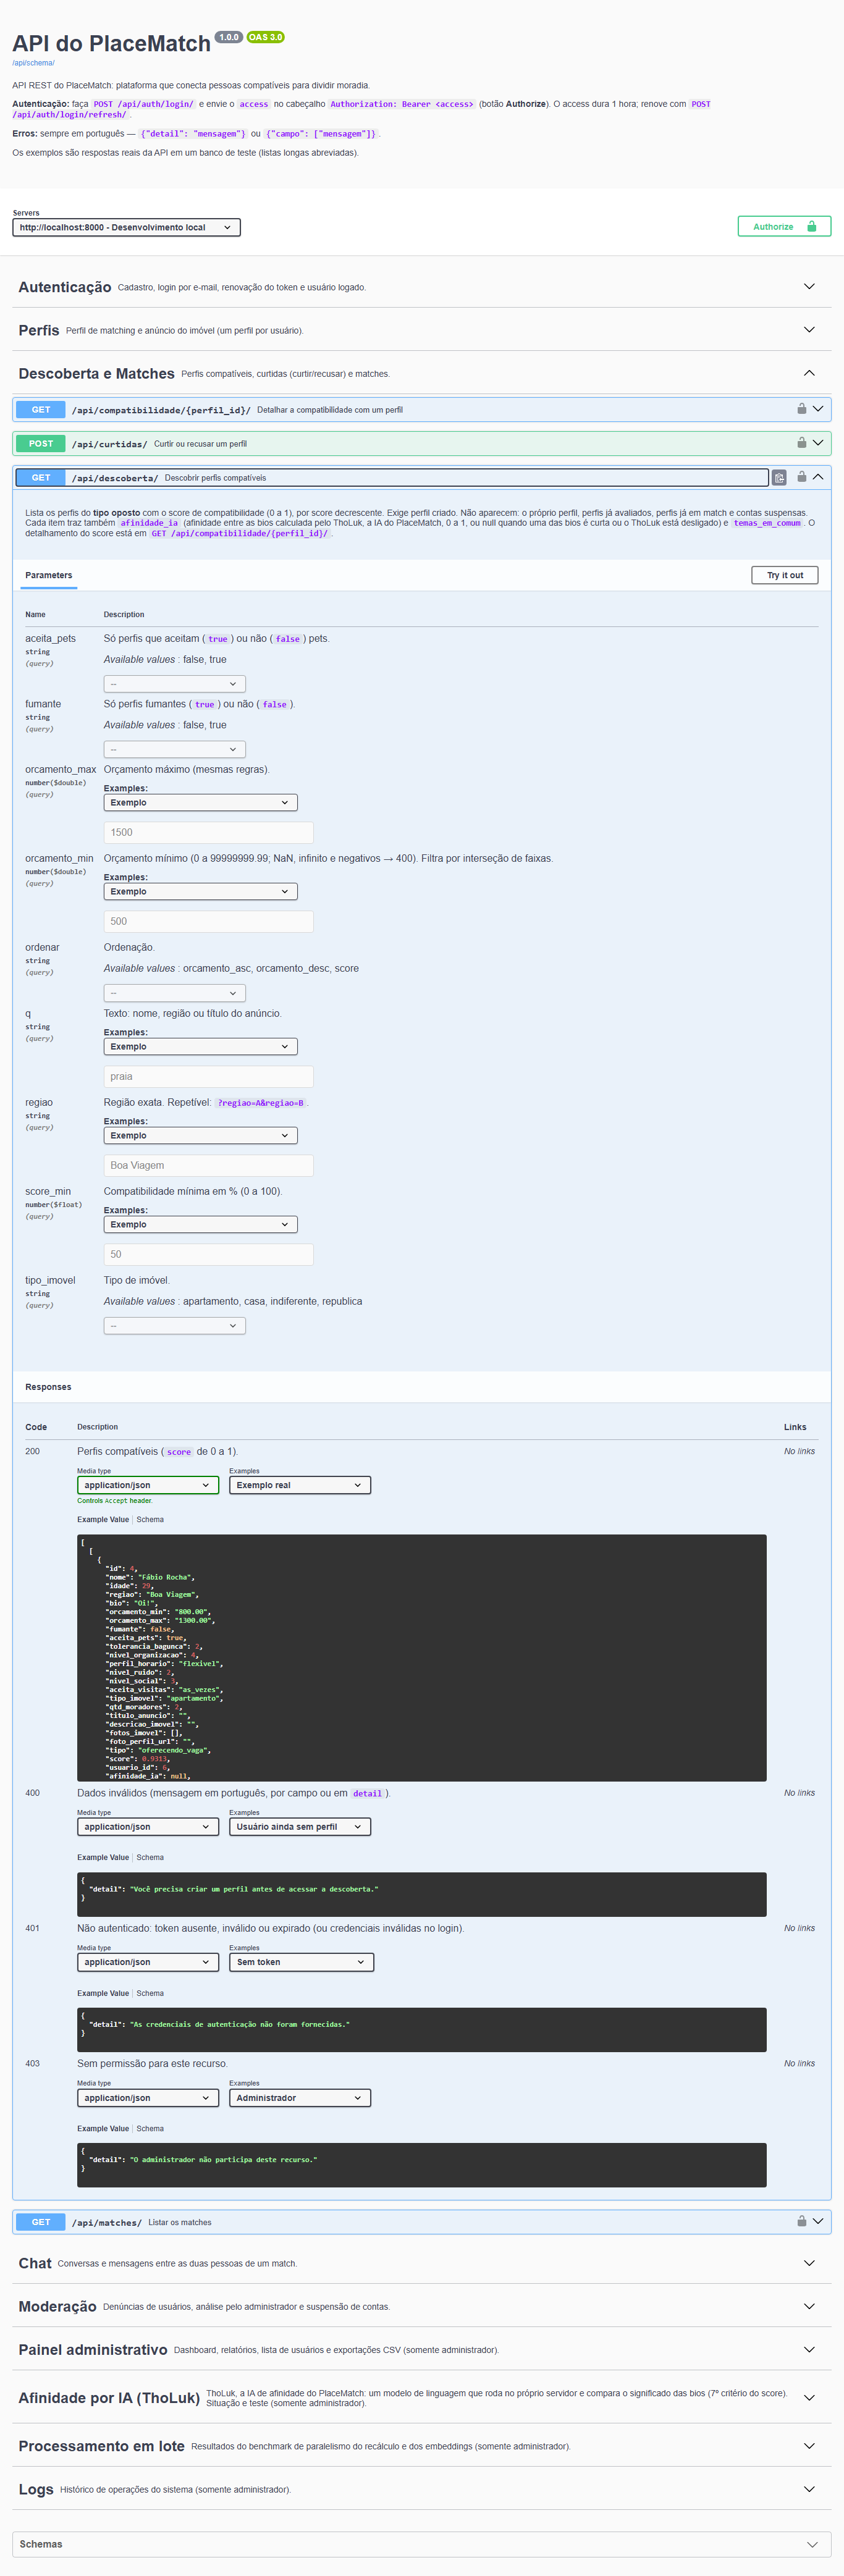 API do PlaceMatch 1.0.0 OAS 3.0
/api/schema/
API REST do PlaceMatch: plataforma que conecta pessoas compatíveis para dividir moradia.
Autenticação: faça POST /api/auth/login/ e envie o access no cabeçalho Authorization: Bearer <access> (botão Authorize). O access dura 1 hora; renove com POST
/api/auth/login/refresh/ .
Erros: sempre em português — {"detail": "mensagem"} ou {"campo": ["mensagem"]} .
Os exemplos são respostas reais da API em um banco de teste (listas longas abreviadas).
Servers
http://localhost:8000 - Desenvolvimento local
Authorize
Autenticação Cadastro, login por e-mail, renovação do token e usuário logado.
Perfis Perfil de matching e anúncio do imóvel (um perfil por usuário).
Descoberta e Matches Perfis compatíveis, curtidas (curtir/recusar) e matches.
GET /api/compatibilidade/{perfil_id}/ Detalhar a compatibilidade com um perfil
POST /api/curtidas/ Curtir ou recusar um perfil
GET /api/descoberta/ Descobrir perfis compatíveis
Lista os perfis do tipo oposto com o score de compatibilidade (0 a 1), por score decrescente. Exige perfil criado. Não aparecem: o próprio perfil, perfis já avaliados, perfis já em match e contas suspensas.
Cada item traz também afinidade_ia (afinidade entre as bios calculada pelo ThoLuk, a IA do PlaceMatch, 0 a 1, ou null quando uma das bios é curta ou o ThoLuk está desligado) e temas_em_comum . O
detalhamento do score está em GET /api/compatibilidade/{perfil_id}/ .
Parameters
Try it out
Name Description
aceita_pets Só perfis que aceitam ( true ) ou não ( false ) pets.
string
(query)
Available values : false, true
--
fumante Só perfis fumantes ( true ) ou não ( false ).
string
(query)
Available values : false, true
--
orcamento_max Orçamento máximo (mesmas regras).
number($double)
(query)
Examples:
Exemplo
1500
orcamento_min Orçamento mínimo (0 a 99999999.99; NaN, infinito e negativos → 400). Filtra por interseção de faixas.
number($double)
(query)
Examples:
Exemplo
500
ordenar Ordenação.
string
(query)
Available values : orcamento_asc, orcamento_desc, score
--
q Texto: nome, região ou título do anúncio.
string
(query)
Examples:
Exemplo
praia
regiao Região exata. Repetível: ?regiao=A&regiao=B .
string
(query)
Examples:
Exemplo
Boa Viagem
score_min Compatibilidade mínima em % (0 a 100).
number($float)
(query)
Examples:
Exemplo
50
tipo_imovel Tipo de imóvel.
string
(query)
Available values : apartamento, casa, indiferente, republica
--
Responses
Code Description Links
200 Perfis compatíveis ( score de 0 a 1). No links
Media type Examples
application/json Exemplo real
Controls Accept header.
Example Value | Schema
[
[
{
"id": 4,
"nome": "Fábio Rocha",
"idade": 29,
"regiao": "Boa Viagem",
"bio": "Oi!",
"orcamento_min": "800.00",
"orcamento_max": "1300.00",
"fumante": false,
"aceita_pets": true,
"tolerancia_bagunca": 2,
"nivel_organizacao": 4,
"perfil_horario": "flexivel",
"nivel_ruido": 2,
"nivel_social": 3,
"aceita_visitas": "as_vezes",
"tipo_imovel": "apartamento",
"qtd_moradores": 2,
"titulo_anuncio": "",
"descricao_imovel": "",
"fotos_imovel": [],
"foto_perfil_url": "",
"tipo": "oferecendo_vaga",
"score": 0.9313,
"usuario_id": 6,
"afinidade_ia": null,
400 Dados inválidos (mensagem em português, por campo ou em detail ). No links
Media type Examples
application/json Usuário ainda sem perfil
Example Value | Schema
{
"detail": "Você precisa criar um perfil antes de acessar a descoberta."
}
401 Não autenticado: token ausente, inválido ou expirado (ou credenciais inválidas no login). No links
Media type Examples
application/json Sem token
Example Value | Schema
{
"detail": "As credenciais de autenticação não foram fornecidas."
}
403 Sem permissão para este recurso. No links
Media type Examples
application/json Administrador
Example Value | Schema
{
"detail": "O administrador não participa deste recurso."
}
GET /api/matches/ Listar os matches
Chat Conversas e mensagens entre as duas pessoas de um match.
Moderação Denúncias de usuários, análise pelo administrador e suspensão de contas.
Painel administrativo Dashboard, relatórios, lista de usuários e exportações CSV (somente administrador).
Afinidade por IA (ThoLuk) ThoLuk, a IA de afinidade do PlaceMatch: um modelo de linguagem que roda no próprio servidor e compara o significado das bios (7º critério do score).
Situação e teste (somente administrador).
Processamento em lote Resultados do benchmark de paralelismo do recálculo e dos embeddings (somente administrador).
Logs Histórico de operações do sistema (somente administrador).
Schemas